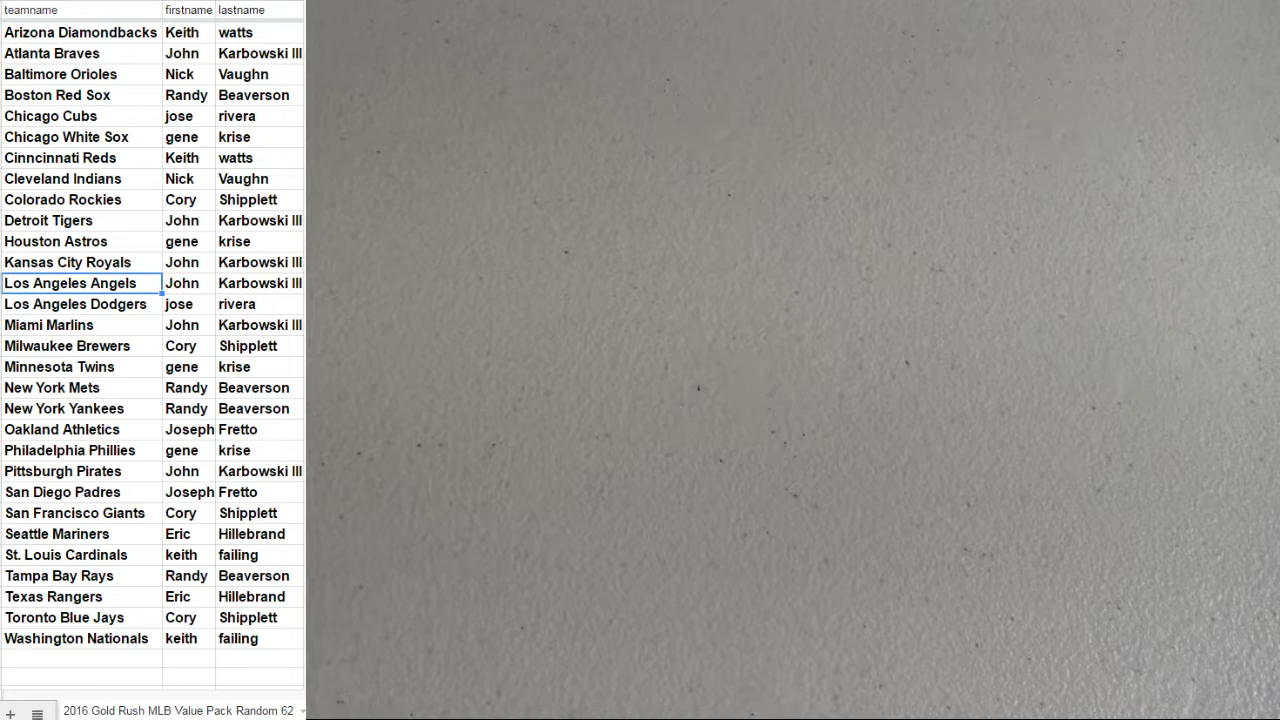 teamname firstname lastname
Arizona Diamondbacks Keith watts
Atlanta Braves John Karbowski III
Baltimore Orioles Nick Vaughn
Boston Red Sox Randy Beaverson
Chicago Cubs jose rivera
Chicago White Sox gene krise
Cinncinnati Reds Keith watts
Cleveland Indians Nick Vaughn
Colorado Rockies Cory Shipplett
Detroit Tigers John Karbowski III
Houston Astros gene krise
Kansas City Royals John Karbowski III
Los Angeles Angels John Karbowski III
Los Angeles Dodgers jose rivera
Miami Marlins John Karbowski III
Milwaukee Brewers Cory Shipplett
Minnesota Twins gene krise
New York Mets Randy Beaverson
New York Yankees Randy Beaverson
Oakland Athletics Joseph Fretto
Philadelphia Phillies gene krise
Pittsburgh Pirates John Karbowski III
San Diego Padres Joseph Fretto
San Francisco Giants Cory Shipplett
Seattle Mariners Eric Hillebrand
St. Louis Cardinals keith failing
Tampa Bay Rays Randy Beaverson
Texas Rangers Eric Hillebrand
Toronto Blue Jays Cory Shipplett
Washington Nationals keith failing
2016 Gold Rush MLB Value Pack Random 62